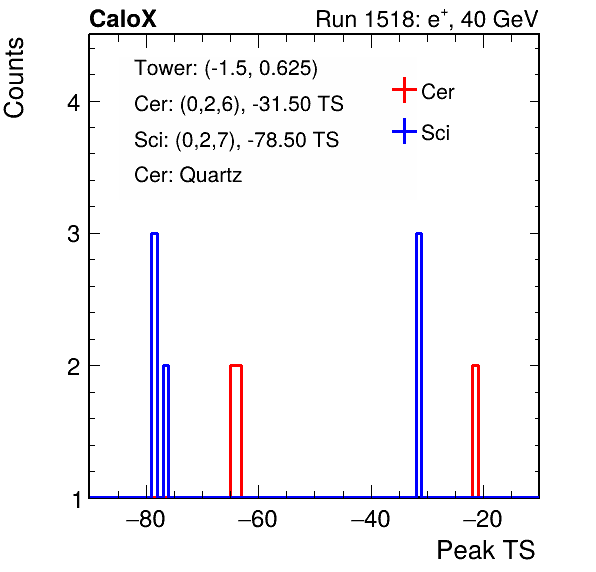 CaloX Run 1518: e⁺, 40 GeV
Counts
Tower: (-1.5, 0.625)
Cer: (0,2,6), -31.50 TS
Sci: (0,2,7), -78.50 TS
Cer: Quartz
Cer
Sci
4
3
2
1
−80 −60 −40 −20
Peak TS